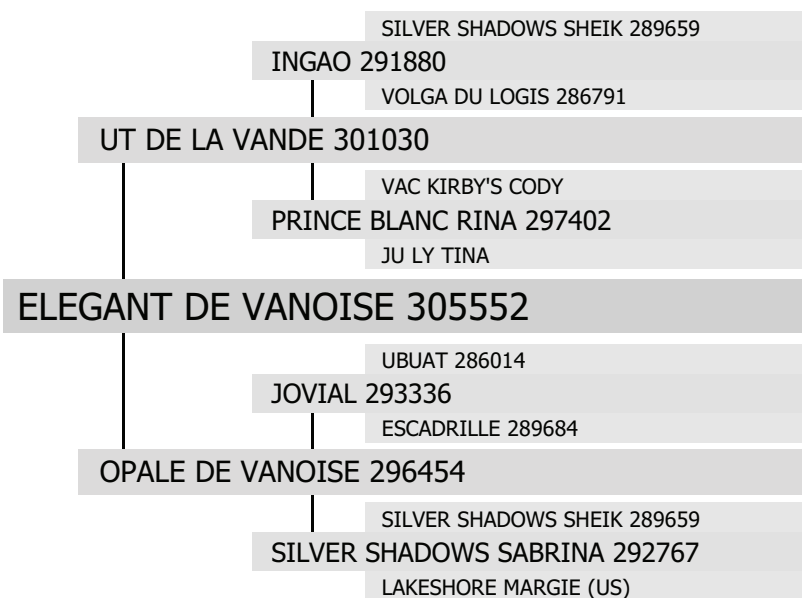 SILVER SHADOWS SHEIK 289659
INGAO 291880
VOLGA DU LOGIS 286791
UT DE LA VANDE 301030
VAC KIRBY'S CODY
PRINCE BLANC RINA 297402
JU LY TINA
ELEGANT DE VANOISE 305552
UBUAT 286014
JOVIAL 293336
ESCADRILLE 289684
OPALE DE VANOISE 296454
SILVER SHADOWS SHEIK 289659
SILVER SHADOWS SABRINA 292767
LAKESHORE MARGIE (US)